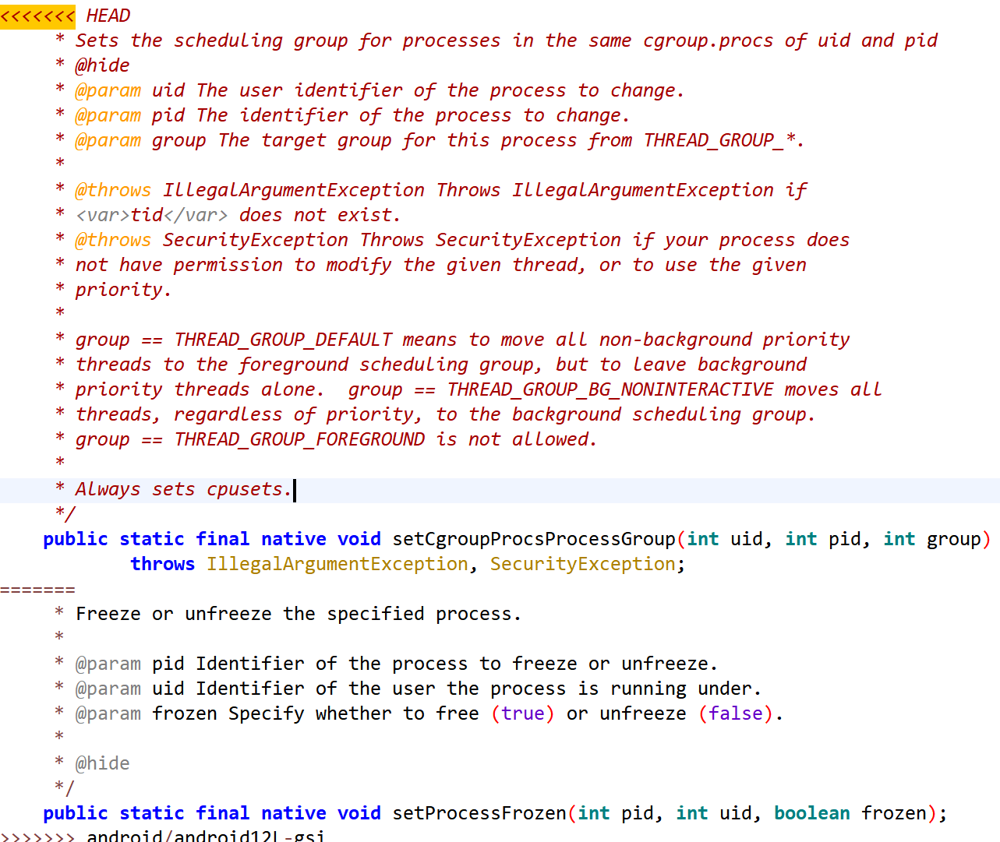 <<<<<<< HEAD
     * Sets the scheduling group for processes in the same cgroup.procs of uid and pid
     * @hide
     * @param uid The user identifier of the process to change.
     * @param pid The identifier of the process to change.
     * @param group The target group for this process from THREAD_GROUP_*.
     *
     * @throws IllegalArgumentException Throws IllegalArgumentException if
     * <var>tid</var> does not exist.
     * @throws SecurityException Throws SecurityException if your process does
     * not have permission to modify the given thread, or to use the given
     * priority.
     *
     * group == THREAD_GROUP_DEFAULT means to move all non-background priority
     * threads to the foreground scheduling group, but to leave background
     * priority threads alone.  group == THREAD_GROUP_BG_NONINTERACTIVE moves all
     * threads, regardless of priority, to the background scheduling group.
     * group == THREAD_GROUP_FOREGROUND is not allowed.
     *
     * Always sets cpusets.
     */
    public static final native void setCgroupProcsProcessGroup(int uid, int pid, int group)
            throws IllegalArgumentException, SecurityException;
=======
     * Freeze or unfreeze the specified process.
     *
     * @param pid Identifier of the process to freeze or unfreeze.
     * @param uid Identifier of the user the process is running under.
     * @param frozen Specify whether to free (true) or unfreeze (false).
     *
     * @hide
     */
    public static final native void setProcessFrozen(int pid, int uid, boolean frozen);
>>>>>>> android/android12L-gsi